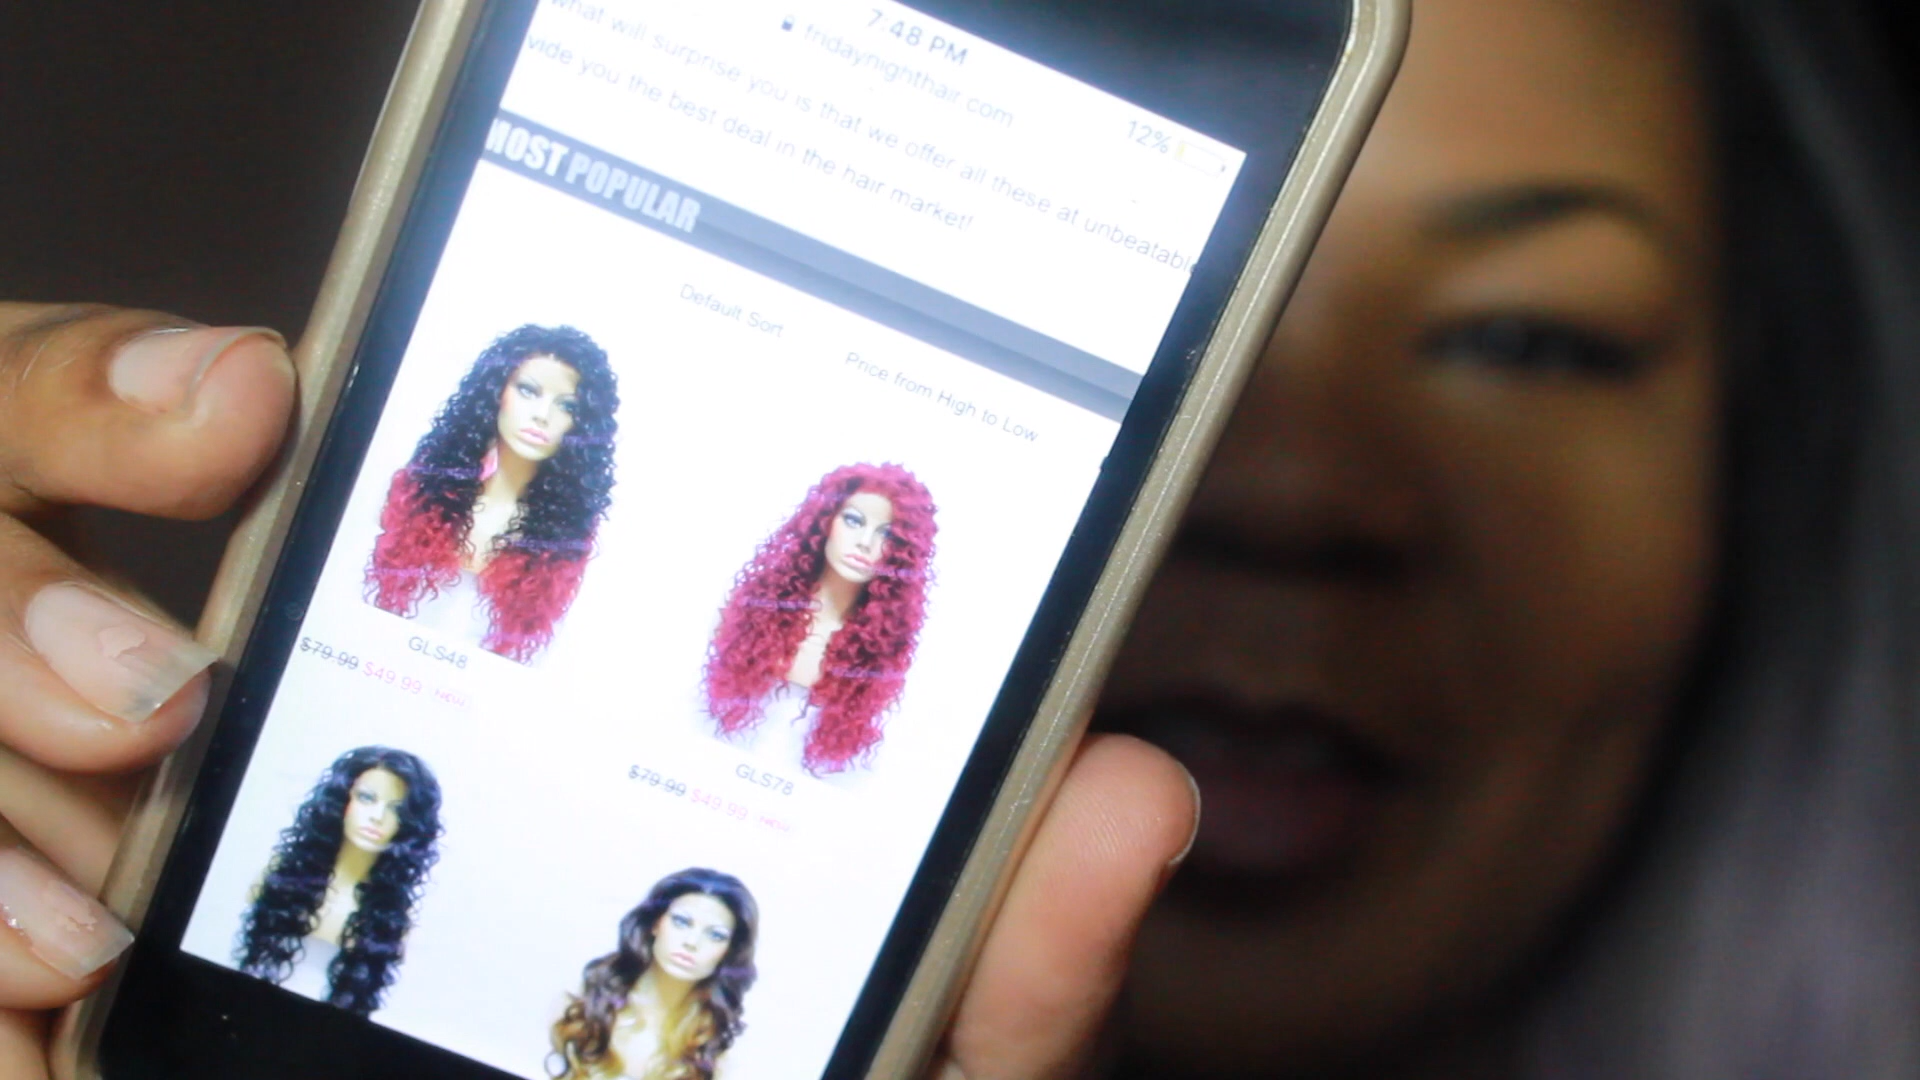 7:48 PM
fridaynighthair.com
12%
what will surprise you is that we offer all these at unbeatable
vide you the best deal in the hair market!
MOST POPULAR
Default Sort
Price from High to Low
GLS48
$79.99 $49.99 New
GLS78
$79.99 $49.99 New